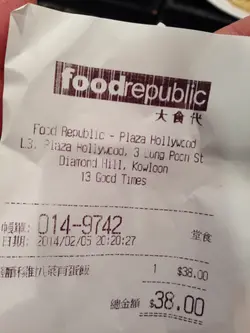 foodrepublic
大食代
Food Republic - Plaza Hollywood
L3, Plaza Hollywood, 3 Lung Poon St
Diamond Hill, Kowloon
13 Good Times
014-9742
日期: 2014/02/05 20:20:27 堂食
1 $38.00
總金額 $38.00